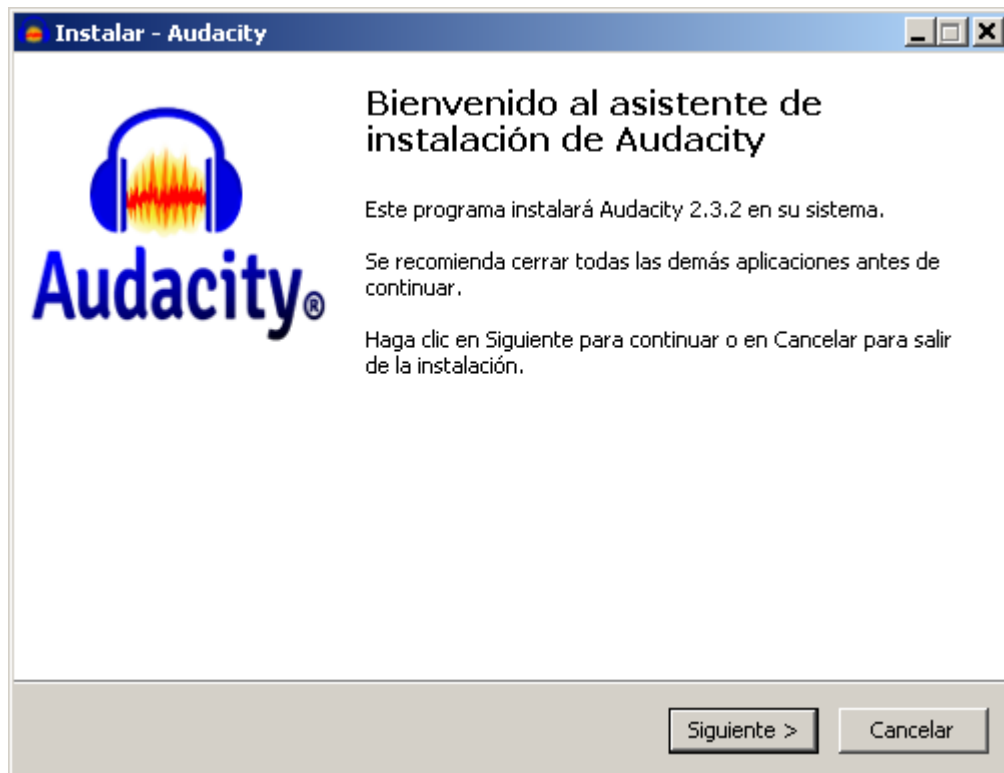 Instalar - Audacity
Bienvenido al asistente de
instalación de Audacity
Audacity®
Este programa instalará Audacity 2.3.2 en su sistema.
Se recomienda cerrar todas las demás aplicaciones antes de
continuar.
Haga clic en Siguiente para continuar o en Cancelar para salir
de la instalación.
Siguiente >
Cancelar